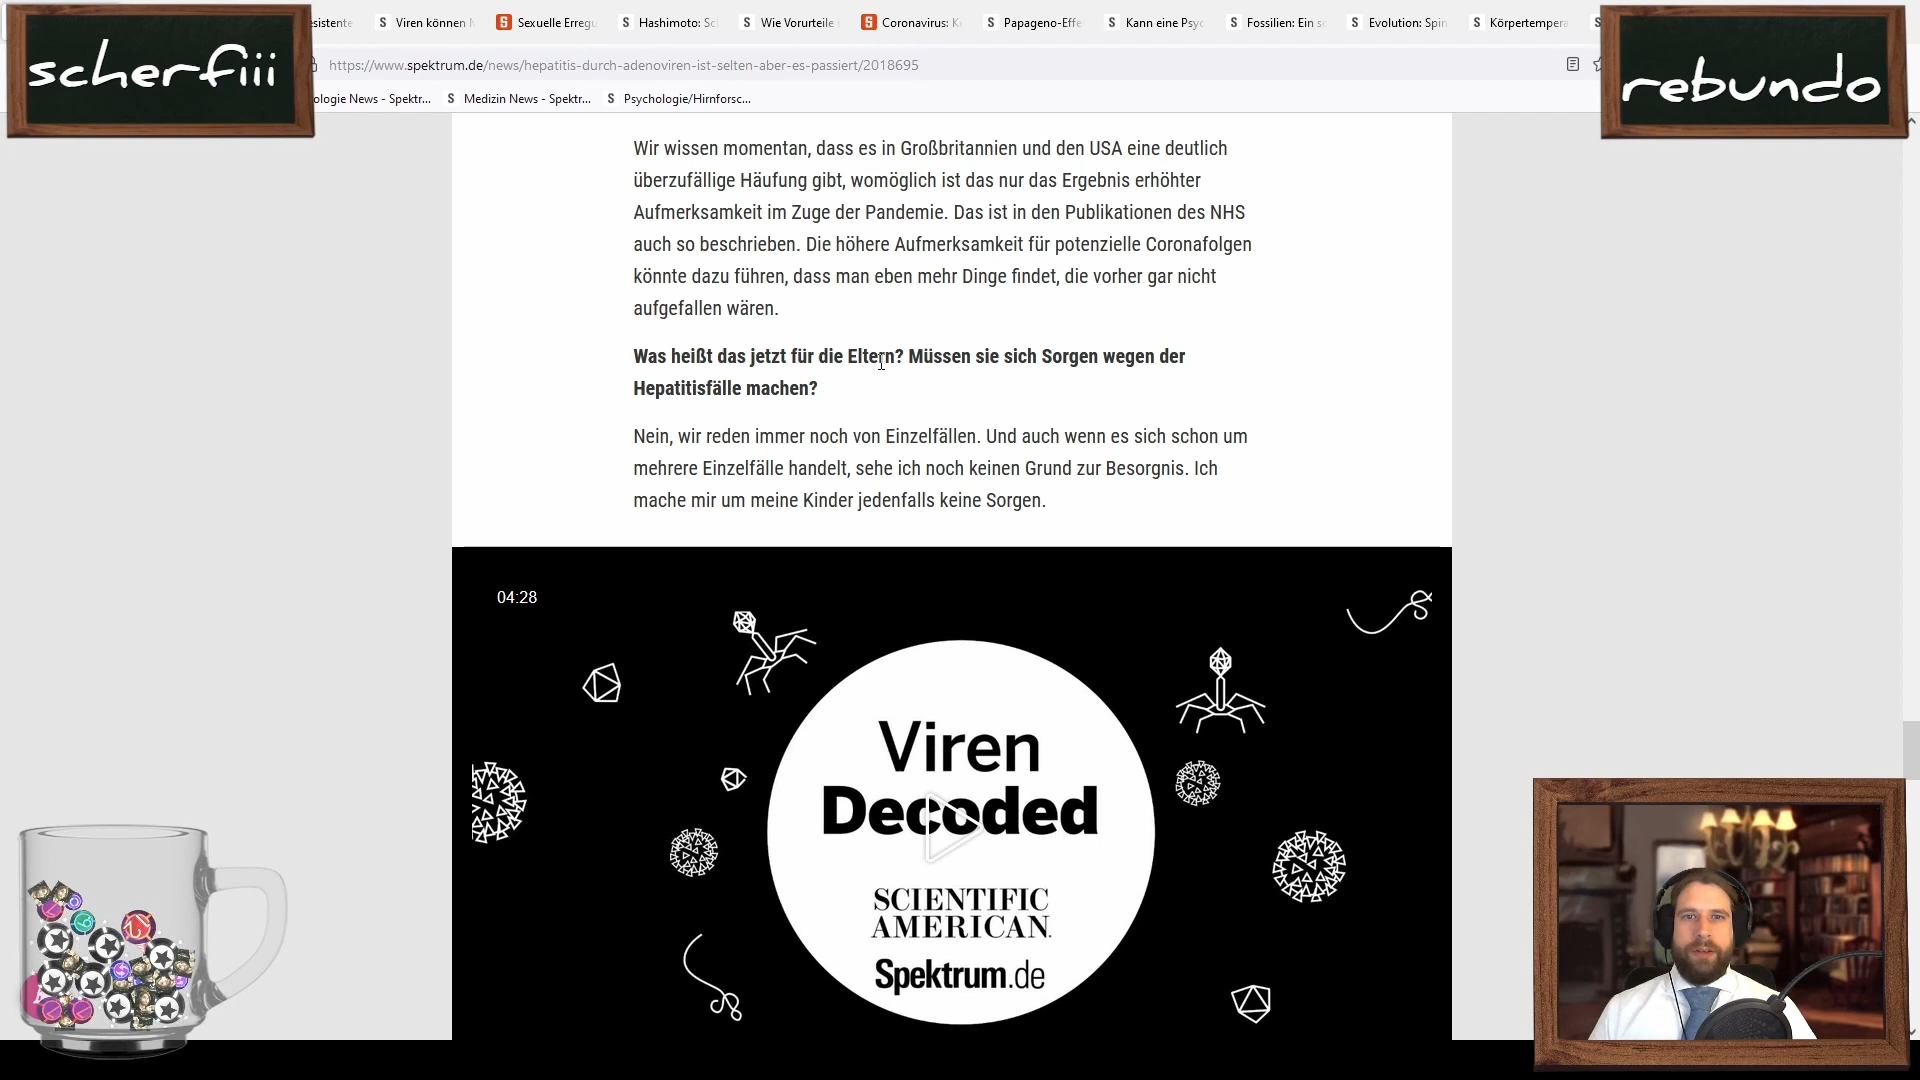 scherfiii
rebundo
esistente
Viren können
Sexuelle Erregu
Hashimoto: Sc
Wie Vorurteile
Coronavirus: K
Papageno-Effe
Kann eine Psyc
Fossilien: Ein s
Evolution: Spin
Körpertempera
https://www.spektrum.de/news/hepatitis-durch-adenoviren-ist-selten-aber-es-passiert/2018695
ologie News - Spektr...
Medizin News - Spektr...
Psychologie/Hirnforsc...
Wir wissen momentan, dass es in Großbritannien und den USA eine deutlich
überzufällige Häufung gibt, womöglich ist das nur das Ergebnis erhöhter
Aufmerksamkeit im Zuge der Pandemie. Das ist in den Publikationen des NHS
auch so beschrieben. Die höhere Aufmerksamkeit für potenzielle Coronafolgen
könnte dazu führen, dass man eben mehr Dinge findet, die vorher gar nicht
aufgefallen wären.
Was heißt das jetzt für die Eltern? Müssen sie sich Sorgen wegen der
Hepatitisfälle machen?
Nein, wir reden immer noch von Einzelfällen. Und auch wenn es sich schon um
mehrere Einzelfälle handelt, sehe ich noch keinen Grund zur Besorgnis. Ich
mache mir um meine Kinder jedenfalls keine Sorgen.
04:28
Viren
Decoded
SCIENTIFIC
AMERICAN
Spektrum.de